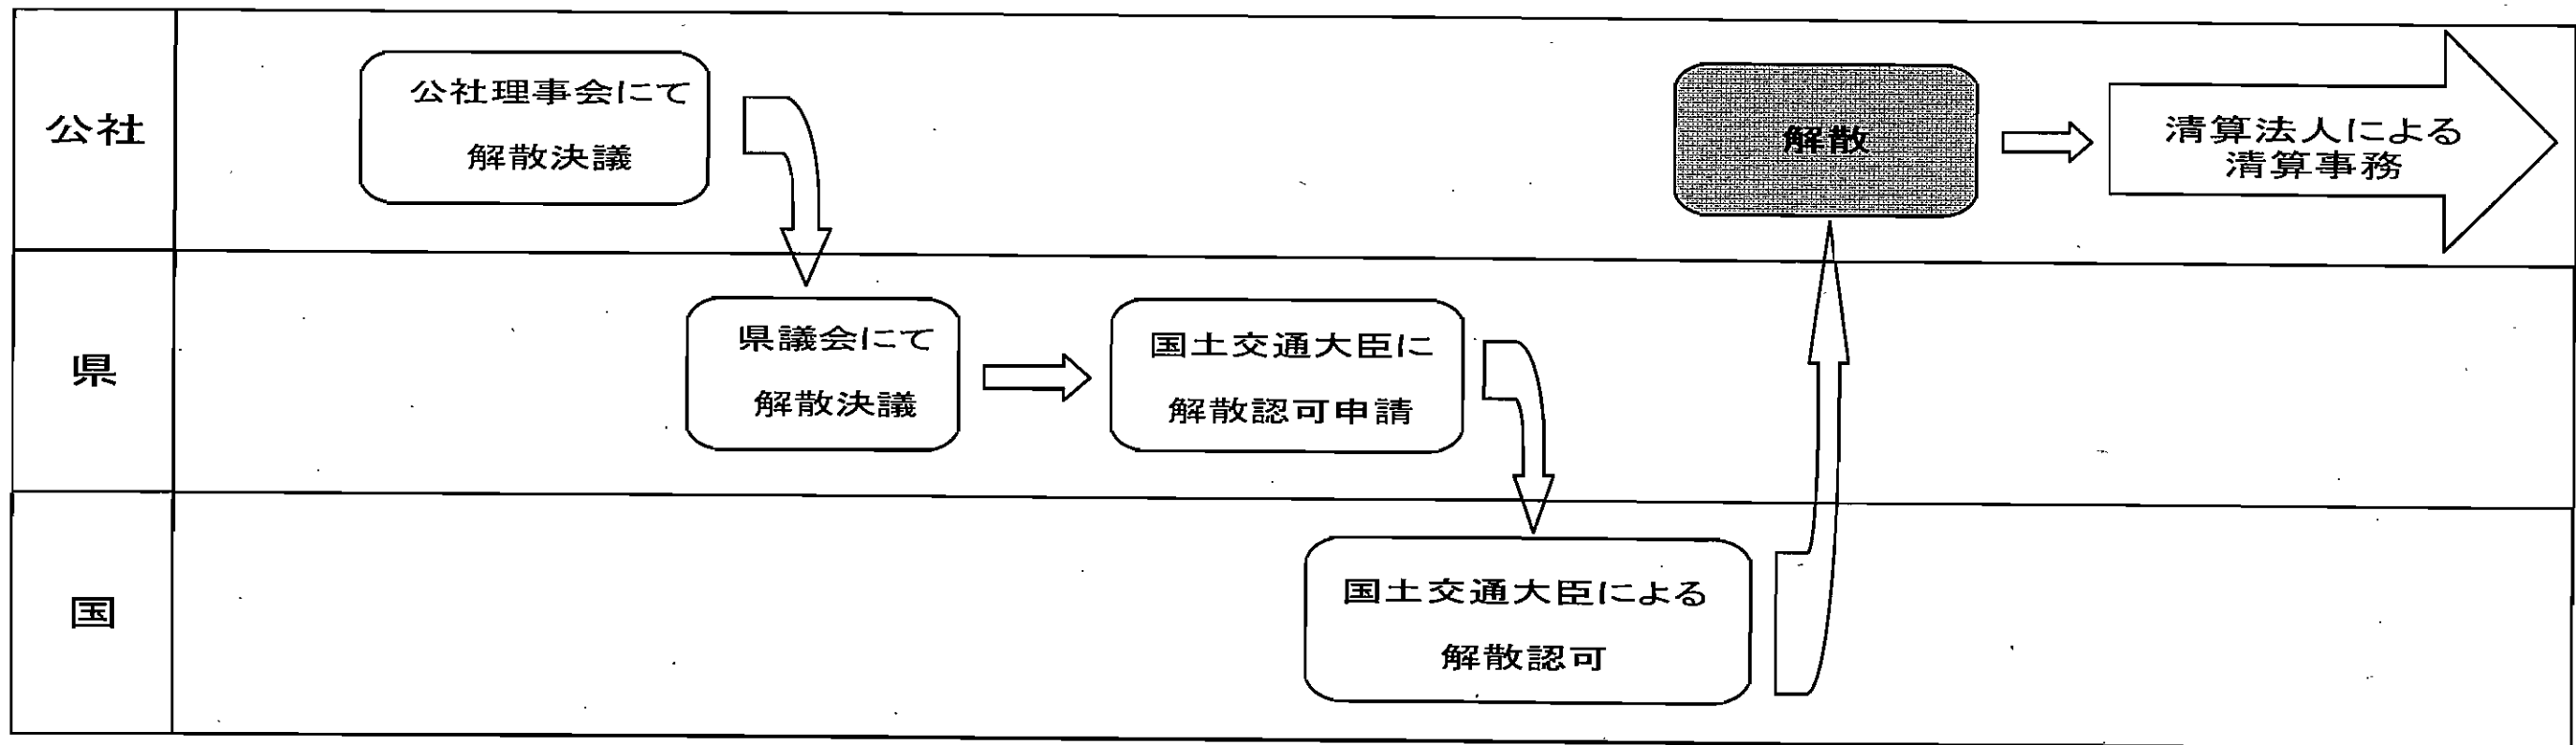 公社
公社理事会にて
解散決議
解散
清算法人による
清算事務
県
県議会にて
解散決議
国土交通大臣に
解散認可申請
国
国土交通大臣による
解散認可